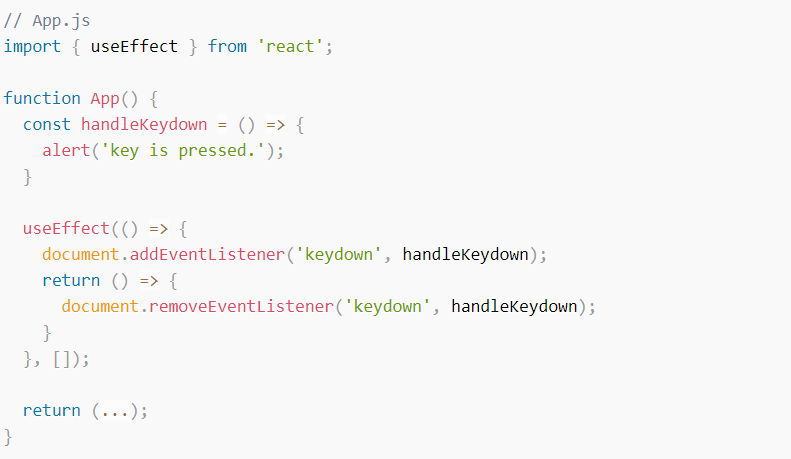 // App.js
import { useEffect } from 'react';
function App() {
const handleKeydown = () => {
alert('key is pressed.');
}
useEffect(() => {
document.addEventListener('keydown', handleKeydown);
return () => {
document.removeEventListener('keydown', handleKeydown);
}
}, []);
return (...);
}